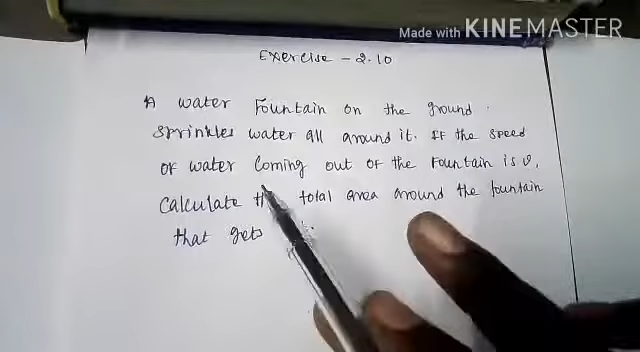 Made with KINEMASTER
Exercise - 2.10
A water Fountain on the ground.
sprinkles water all around it. If the speed
of water coming out of the fountain is v,
calculate total area around the fountain
that gets